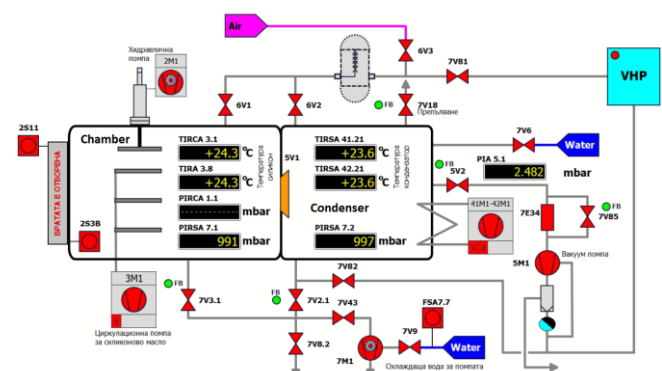 Air
Хидравлична
помпа
2M1
6V3
7V81
VHP
6V1
6V2
FB
7V18
Препълване
2S11
Chamber
TIRCA 3.1
+24.3 °C
TIRA 3.8
+24.3 °C
Температура
силикон
PIRCA 1.1
mbar
PIRSA 7.1
991 mbar
5V1
TIRSA 41.21
+23.6 °C
TIRSA 42.21
+23.6 °C
Температура
кондензатор
Condenser
PIRSA 7.2
997 mbar
7V6
Water
FB
5V2
PIA 5.1
2.482
mbar
41M1-42M1
7E34
FB
7V85
ВРАТАТА Е ОТВОРЕНА
2S3B
5M1
Вакуум помпа
3M1
Циркулационна помпа
за силиконово масло
FB
7V3.1
FB
7V2.1
7V82
7V43
FSA7.7
7V8.2
7M1
7V9
Water
Охлаждаща вода за помпата